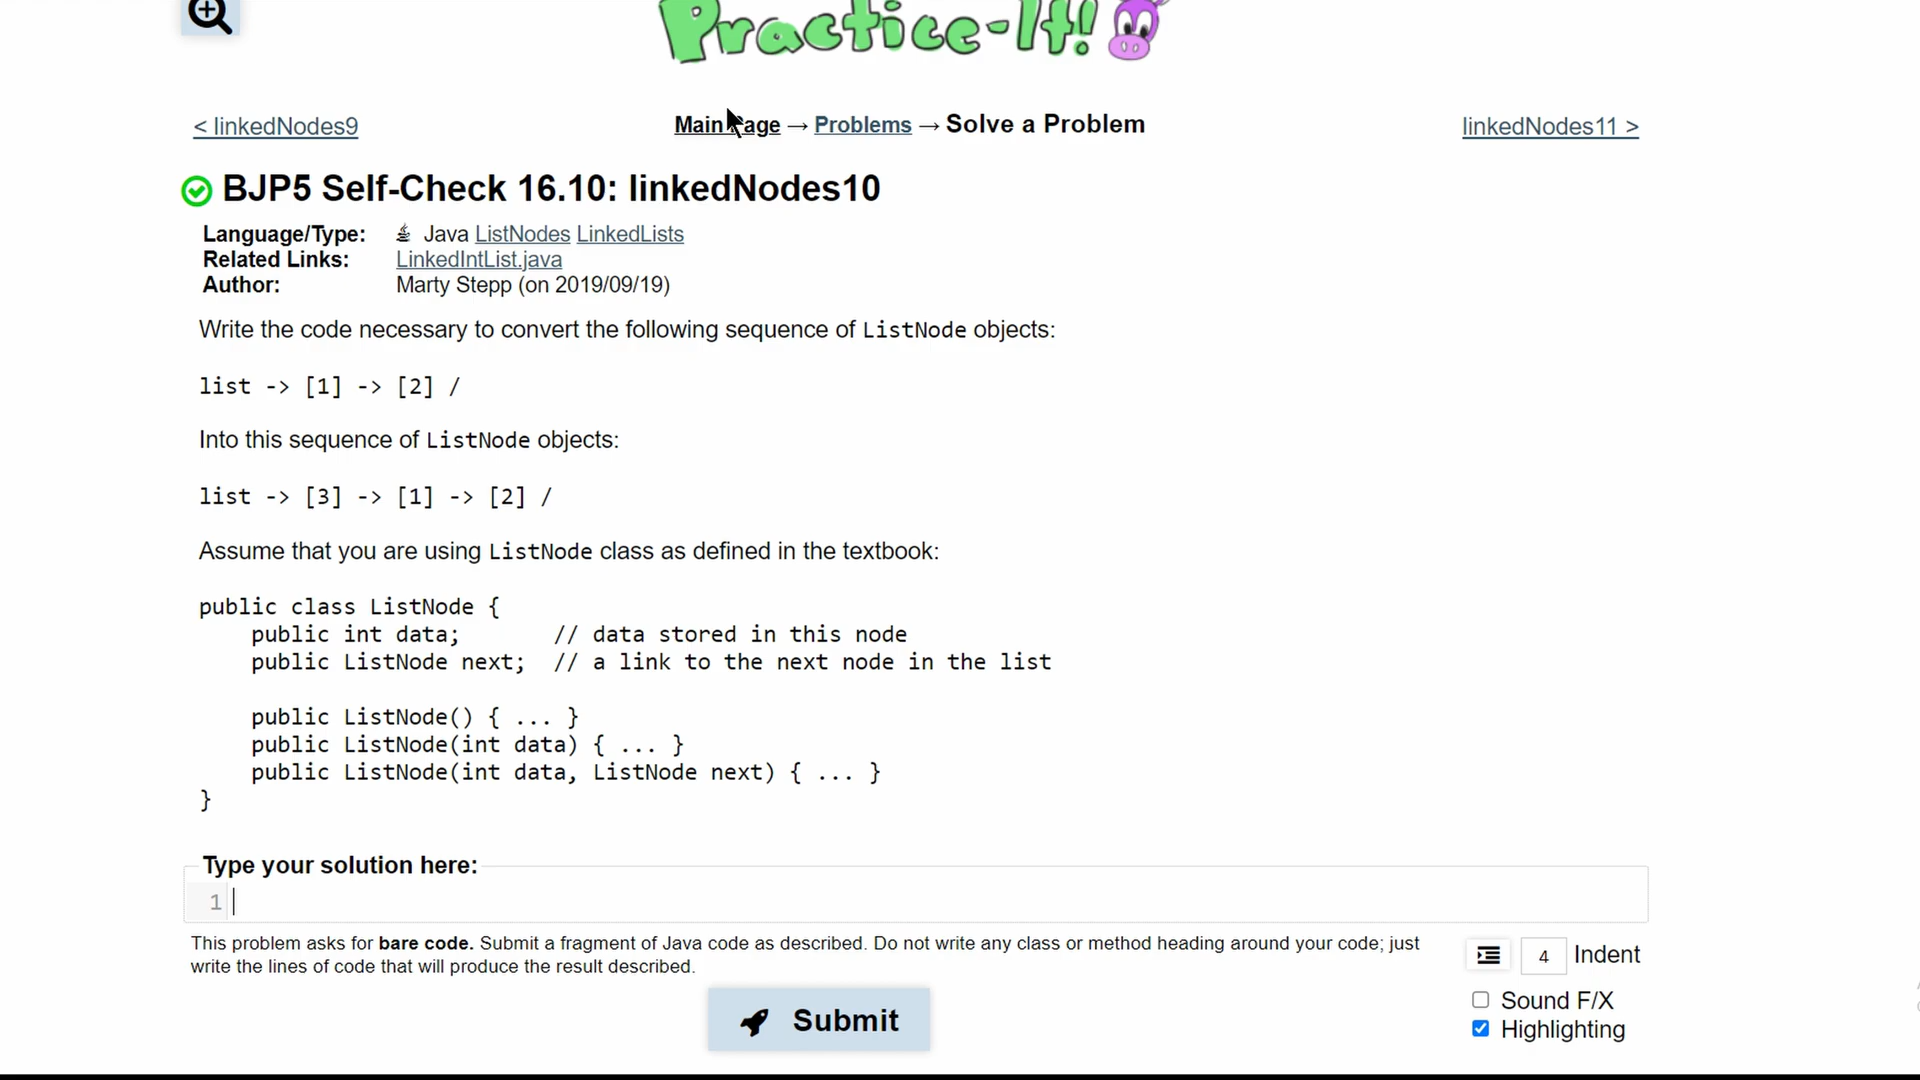 Practice-It!
< linkedNodes9
Main Page → Problems → Solve a Problem
linkedNodes11 >
BJP5 Self-Check 16.10: linkedNodes10
Language/Type: Java ListNodes LinkedLists
Related Links: LinkedIntList.java
Author: Marty Stepp (on 2019/09/19)
Write the code necessary to convert the following sequence of ListNode objects:
list -> [1] -> [2] /
Into this sequence of ListNode objects:
list -> [3] -> [1] -> [2] /
Assume that you are using ListNode class as defined in the textbook:
public class ListNode {
    public int data;       // data stored in this node
    public ListNode next;  // a link to the next node in the list
    public ListNode() { ... }
    public ListNode(int data) { ... }
    public ListNode(int data, ListNode next) { ... }
}
Type your solution here:
1
This problem asks for bare code. Submit a fragment of Java code as described. Do not write any class or method heading around your code; just
write the lines of code that will produce the result described.
4 Indent
Sound F/X
Highlighting
Submit